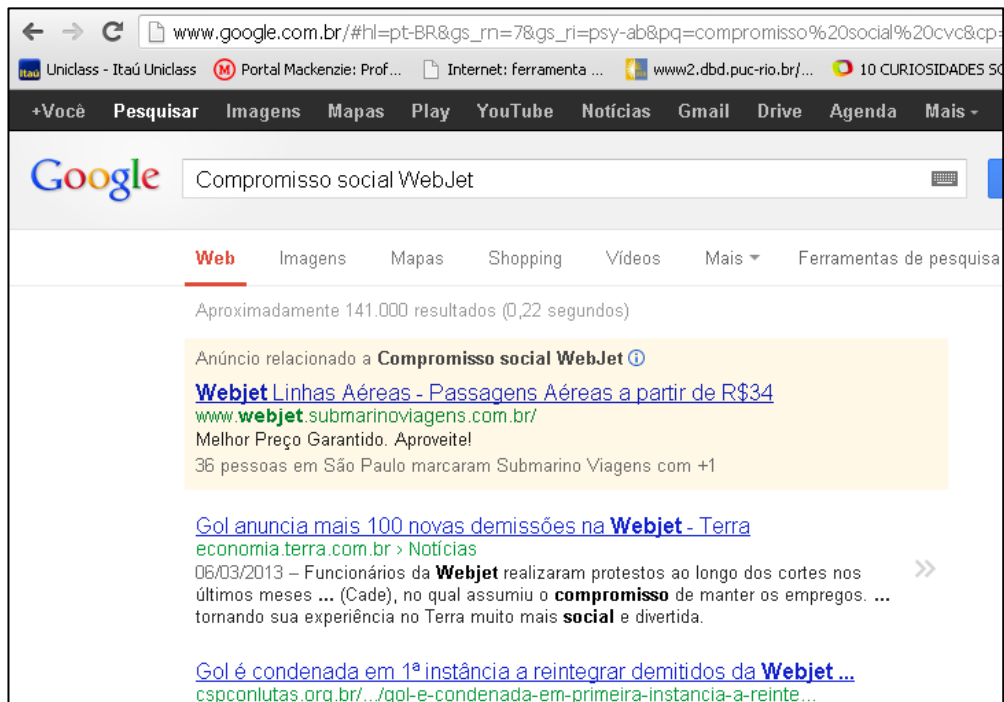 www.google.com.br/#hl=pt-BR&gs_rn=7&gs_ri=psy-ab&pq=compromisso%20social%20cvc&cp=
Itaú Uniclass - Itaú Uniclass M Portal Mackenzie: Prof... Internet: ferramenta ... www2.dbd.puc-rio.br/... 10 CURIOSIDADES SO
+Você Pesquisar Imagens Mapas Play YouTube Notícias Gmail Drive Agenda Mais
Google Compromisso social WebJet
Web Imagens Mapas Shopping Vídeos Mais Ferramentas de pesquisa
Aproximadamente 141.000 resultados (0,22 segundos)
Anúncio relacionado a Compromisso social WebJet
Webjet Linhas Aéreas - Passagens Aéreas a partir de R$34
www.webjet.submarinoviagens.com.br/
Melhor Preço Garantido. Aproveite!
36 pessoas em São Paulo marcaram Submarino Viagens com +1
Gol anuncia mais 100 novas demissões na Webjet - Terra
economia.terra.com.br › Notícias
06/03/2013 – Funcionários da Webjet realizaram protestos ao longo dos cortes nos
últimos meses ... (Cade), no qual assumiu o compromisso de manter os empregos. ...
tornando sua experiência no Terra muito mais social e divertida.
Gol é condenada em 1ª instância a reintegrar demitidos da Webjet ...
cspconlutas.org.br/.../gol-e-condenada-em-primeira-instancia-a-reinte...